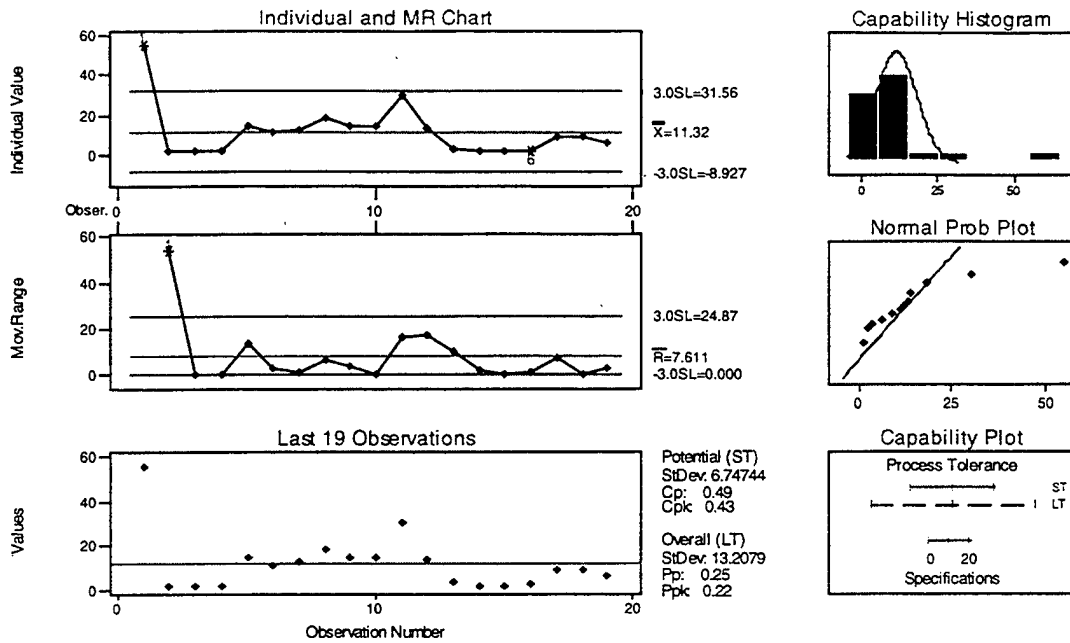 Individual and MR Chart
60
40
20
0
Individual Value
6
3.0SL=31.56
X=11.32
-3.0SL=-8.927
Obser. 0
10
20
60
40
20
0
Mov.Range
3.0SL=24.87
R=7.611
-3.0SL=0.000
Last 19 Observations
60
40
20
0
Values
0
10
20
Observation Number
Potential (ST)
StDev: 6.74744
Cp: 0.49
Cpk: 0.43
Overall (LT)
StDev: 13.2079
Pp: 0.25
Ppk: 0.22
Capability Histogram
0
25
50
Normal Prob Plot
0
25
50
Capability Plot
Process Tolerance
ST
LT
0 20
Specifications